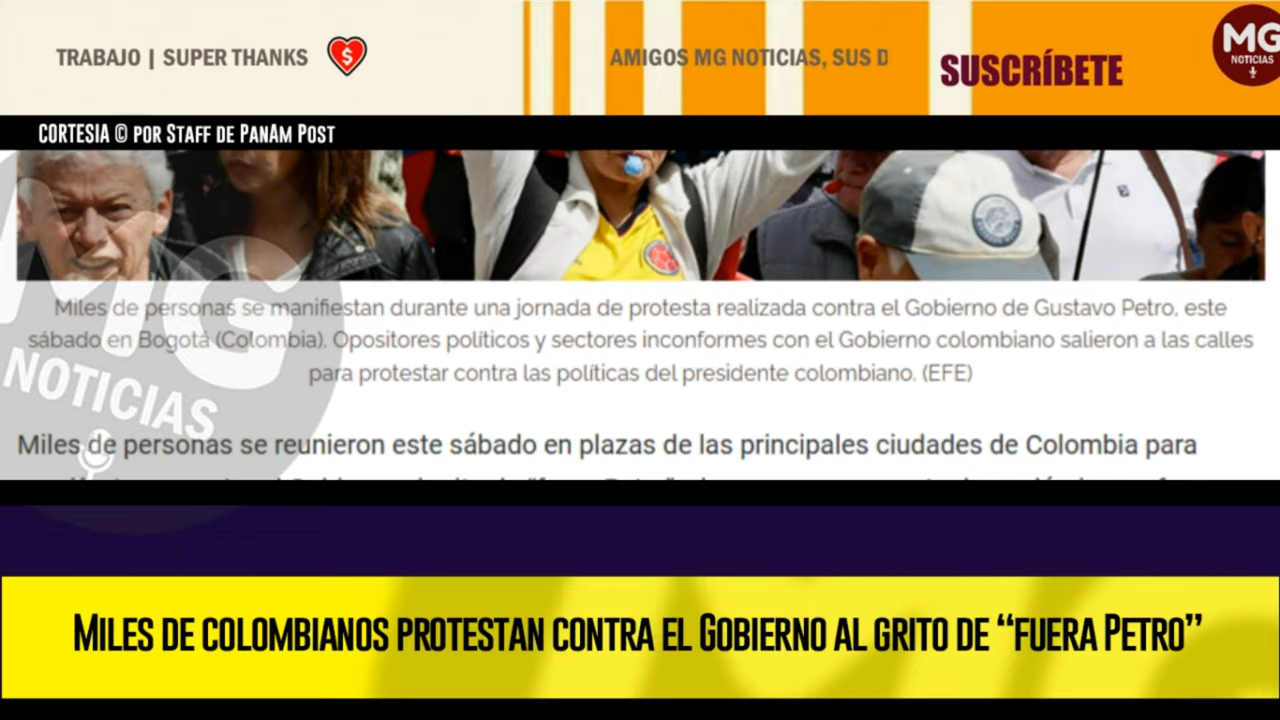 TRABAJO | SUPER THANKS
AMIGOS MG NOTICIAS, SUS D
SUSCRÍBETE
MG
NOTICIAS
CORTESIA © POR STAFF DE PANAM POST
Miles de personas se manifiestan durante una jornada de protesta realizada contra el Gobierno de Gustavo Petro, este
sábado en Bogotá (Colombia). Opositores políticos y sectores inconformes con el Gobierno colombiano salieron a las calles
para protestar contra las políticas del presidente colombiano. (EFE)
MG
NOTICIAS
Miles de personas se reunieron este sábado en plazas de las principales ciudades de Colombia para
MILES DE COLOMBIANOS PROTESTAN CONTRA EL GOBIERNO AL GRITO DE “FUERA PETRO”